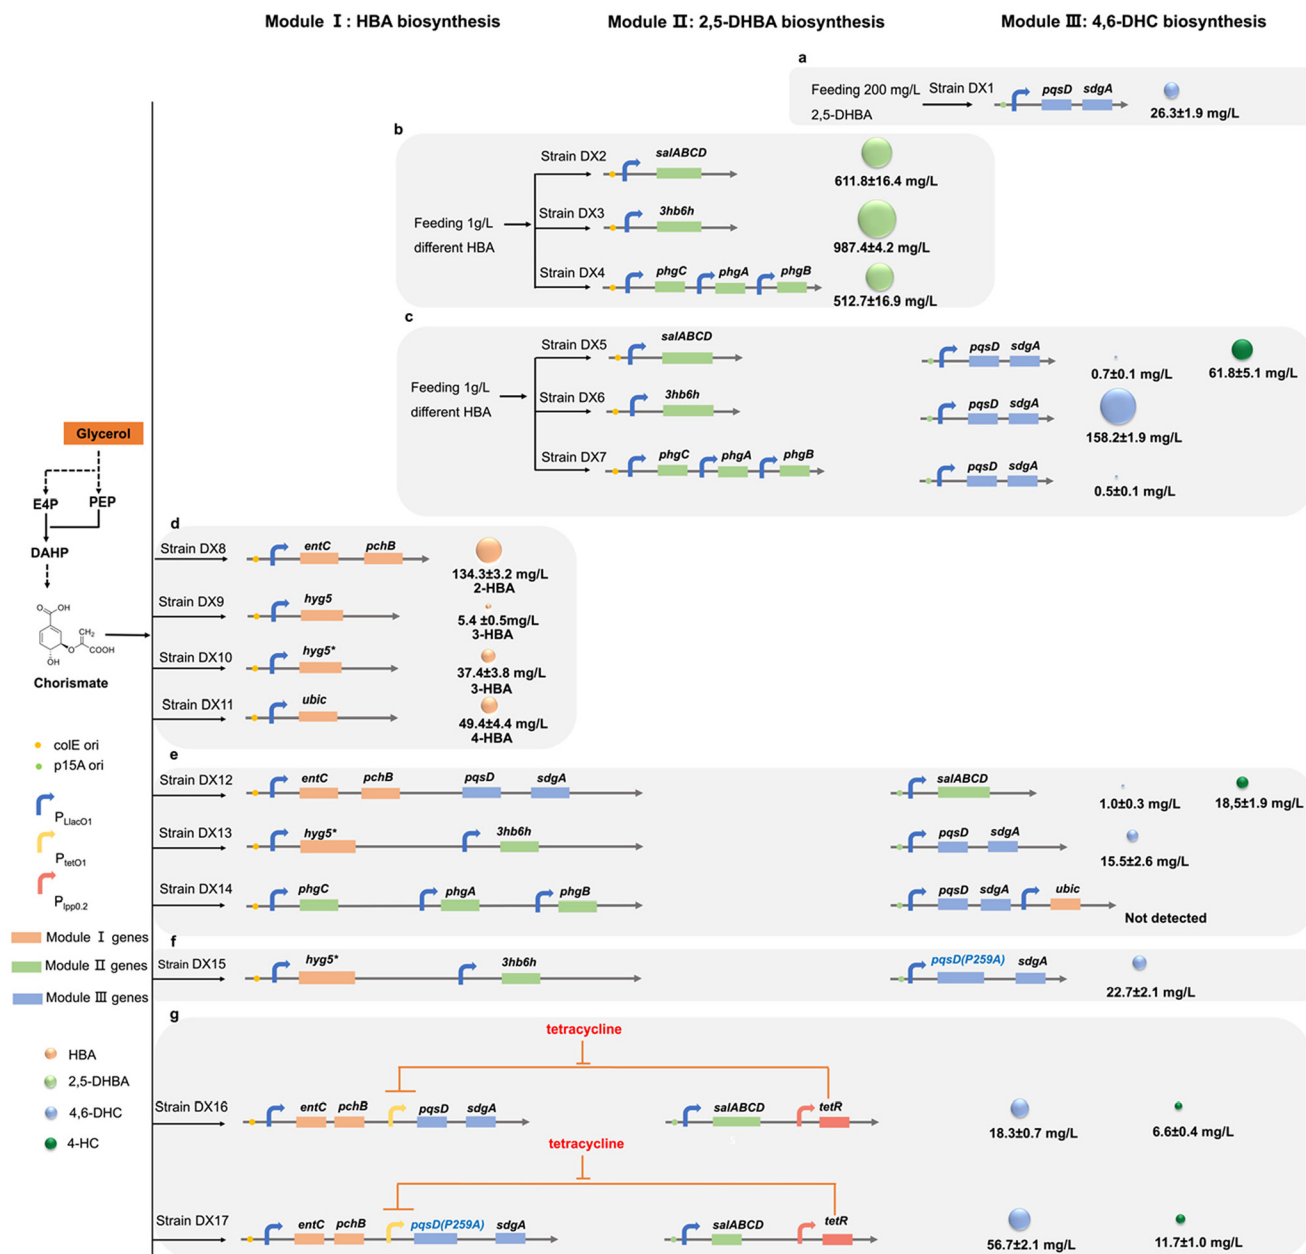 Module Ⅰ: HBA biosynthesis
Module Ⅱ: 2,5-DHBA biosynthesis
Module Ⅲ: 4,6-DHC biosynthesis
a
Feeding 200 mg/L
2,5-DHBA
Strain DX1
pqsD
sdgA
26.3±1.9 mg/L
b
Feeding 1g/L
different HBA
Strain DX2
salABCD
611.8±16.4 mg/L
Strain DX3
3hb6h
987.4±4.2 mg/L
Strain DX4
phgC
phgA
phgB
512.7±16.9 mg/L
c
Feeding 1g/L
different HBA
Strain DX5
salABCD
pqsD
sdgA
0.7±0.1 mg/L
61.8±5.1 mg/L
Strain DX6
3hb6h
pqsD
sdgA
158.2±1.9 mg/L
Strain DX7
phgC
phgA
phgB
pqsD
sdgA
0.5±0.1 mg/L
Glycerol
E4P
PEP
DAHP
O
OH
CH2
O
COOH
OH
Chorismate
d
Strain DX8
entC
pchB
134.3±3.2 mg/L
2-HBA
Strain DX9
hyg5
5.4 ±0.5mg/L
3-HBA
Strain DX10
hyg5*
37.4±3.8 mg/L
3-HBA
Strain DX11
ubic
49.4±4.4 mg/L
4-HBA
colE ori
p15A ori
PLlacO1
PtetO1
Plpp0.2
Module Ⅰ genes
Module Ⅱ genes
Module Ⅲ genes
HBA
2,5-DHBA
4,6-DHC
4-HC
e
Strain DX12
entC
pchB
pqsD
sdgA
salABCD
1.0±0.3 mg/L
18,5±1.9 mg/L
Strain DX13
hyg5*
3hb6h
pqsD
sdgA
15.5±2.6 mg/L
Strain DX14
phgC
phgA
phgB
pqsD
sdgA
ubic
Not detected
f
Strain DX15
hyg5*
3hb6h
pqsD(P259A)
sdgA
22.7±2.1 mg/L
g
tetracycline
Strain DX16
entC
pchB
pqsD
sdgA
salABCD
tetR
18.3±0.7 mg/L
6.6±0.4 mg/L
tetracycline
Strain DX17
entC
pchB
pqsD(P259A)
sdgA
salABCD
tetR
56.7±2.1 mg/L
11.7±1.0 mg/L